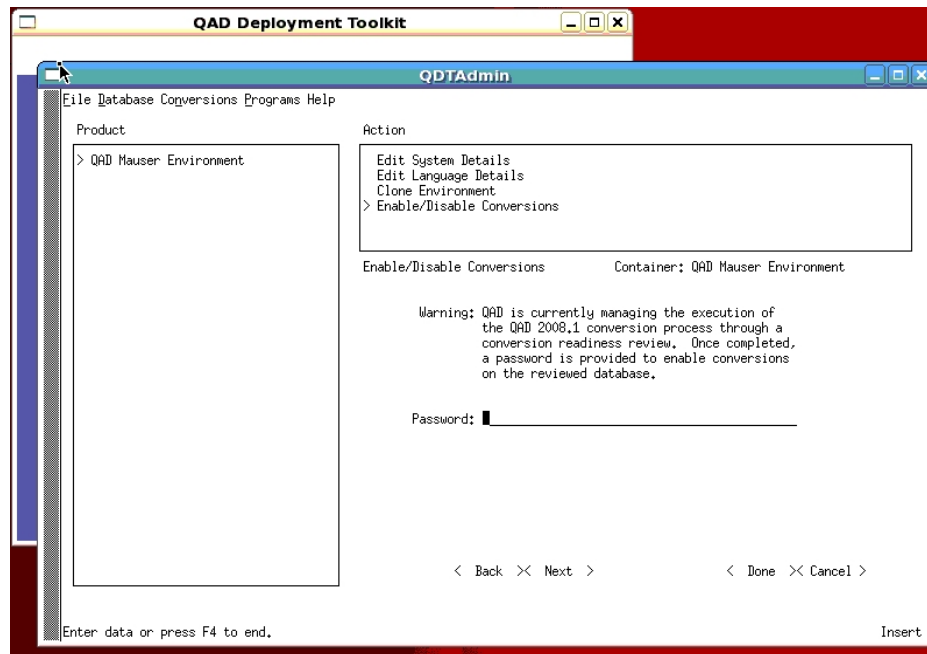 QAD Deployment Toolkit
QDTAdmin
File Database Conversions Programs Help
Product
> QAD Mauser Environment
Action
Edit System Details
Edit Language Details
Clone Environment
> Enable/Disable Conversions
Enable/Disable Conversions Container: QAD Mauser Environment
Warning: QAD is currently managing the execution of
the QAD 2008.1 conversion process through a
conversion readiness review. Once completed,
a password is provided to enable conversions
on the reviewed database.
Password:
< Back >< Next > < Done >< Cancel >
Enter data or press F4 to end. Insert